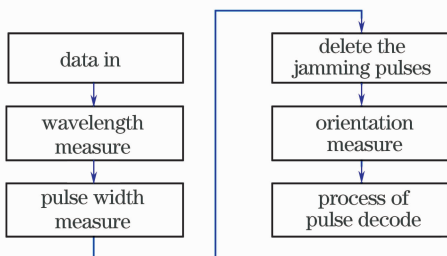 data in
wavelength
measure
pulse width
measure
delete the
jamming pulses
orientation
measure
process of
pulse decode